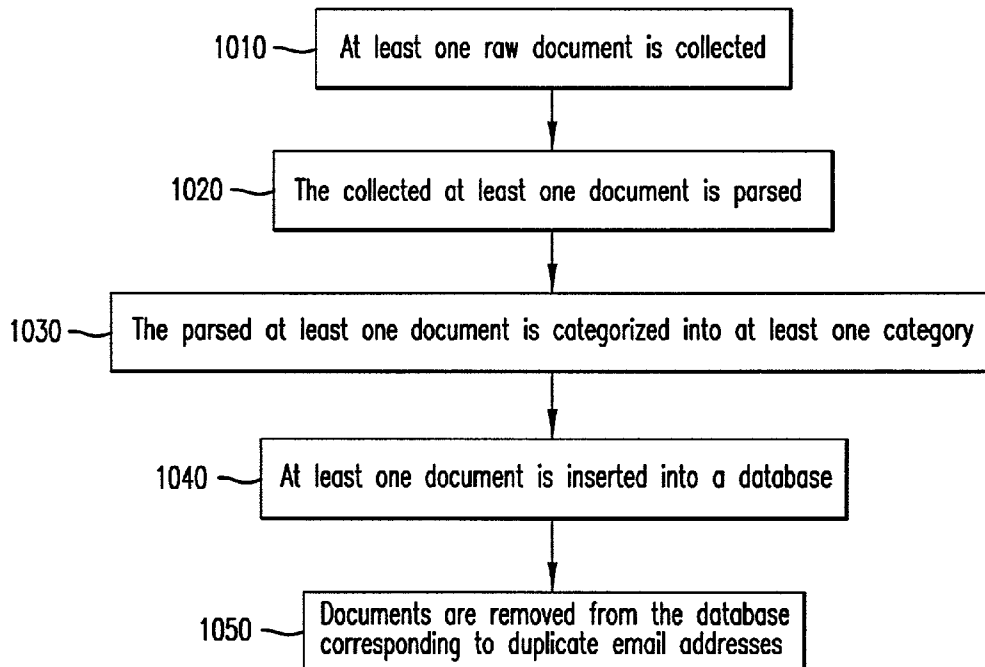 1010 At least one raw document is collected
1020 The collected at least one document is parsed
1030 The parsed at least one document is categorized into at least one category
1040 At least one document is inserted into a database
1050 Documents are removed from the database
corresponding to duplicate email addresses